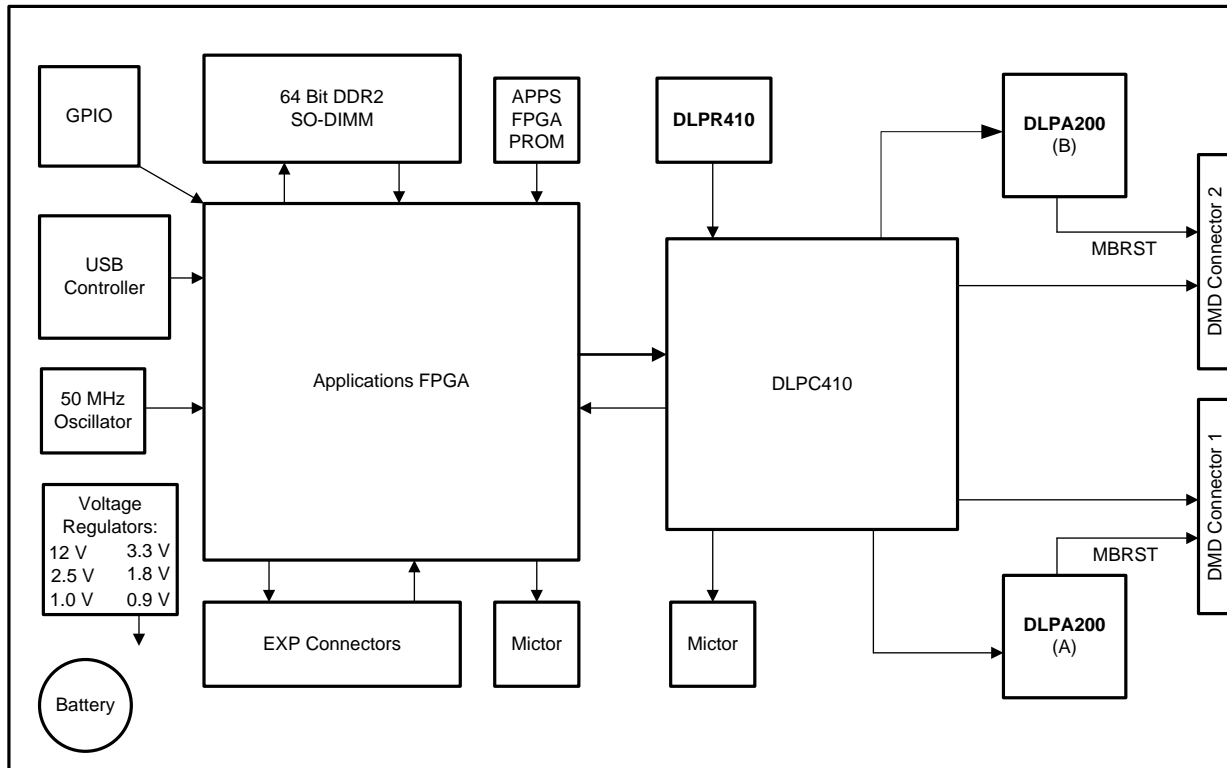 GPIO
64 Bit DDR2
SO-DIMM
APPS
FPGA
PROM
DLPR410
DLPA200
(B)
MBRST
DMD Connector 2
USB
Controller
Applications FPGA
DLPC410
50 MHz
Oscillator
DMD Connector 1
MBRST
Voltage
Regulators:
12 V 3.3 V
2.5 V 1.8 V
1.0 V 0.9 V
DLPA200
(A)
EXP Connectors
Mictor
Mictor
Battery